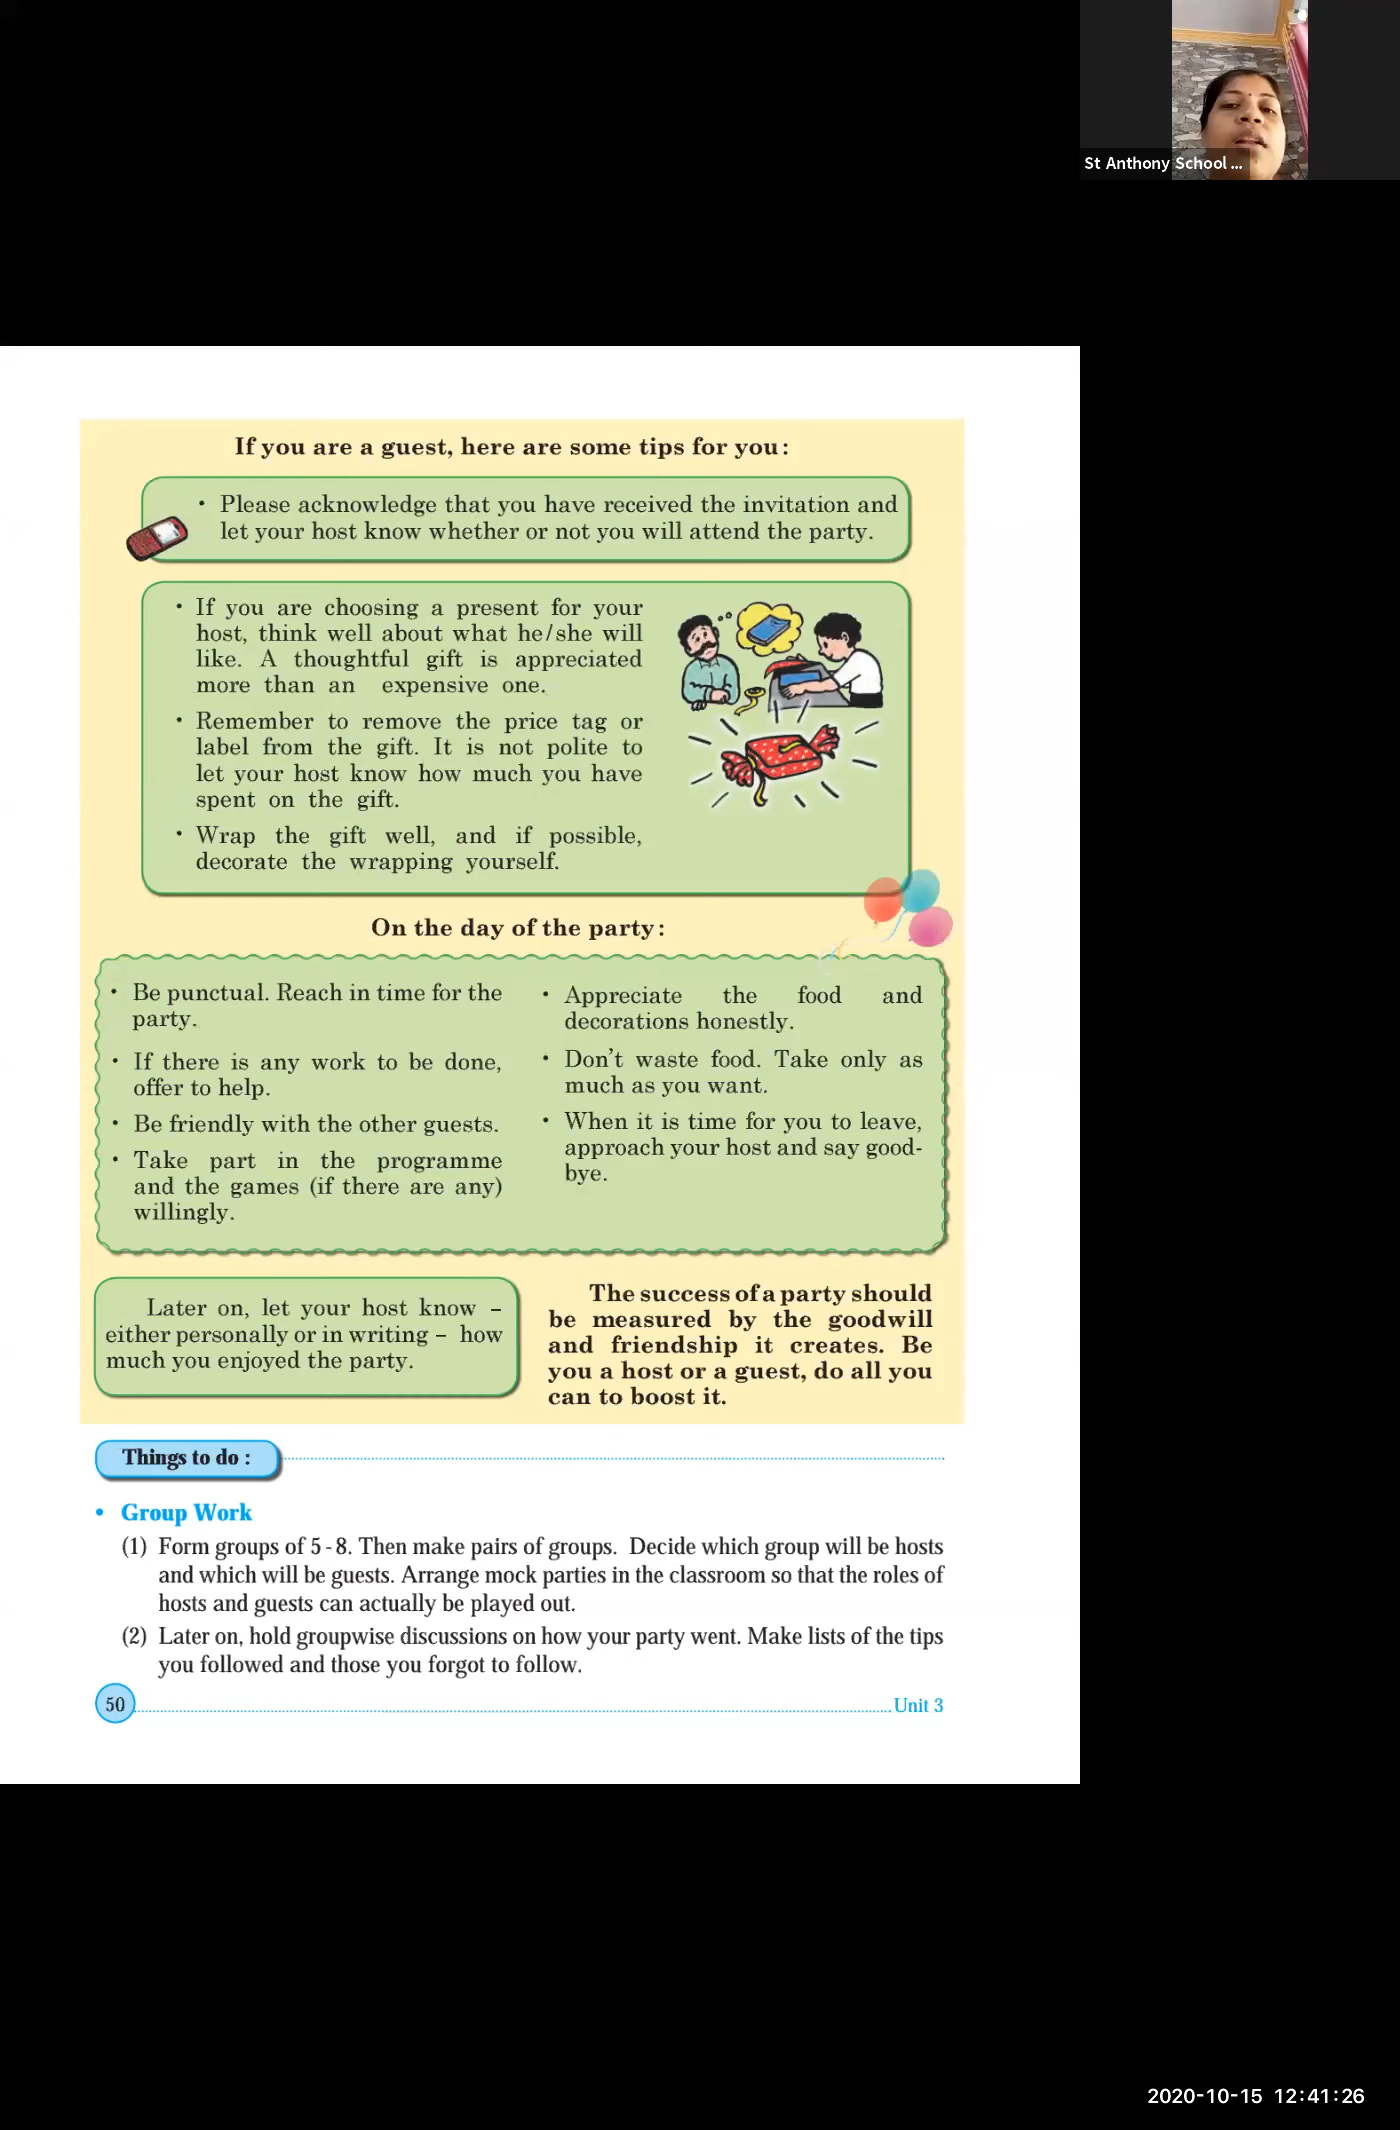 St Anthony School ...
If you are a guest, here are some tips for you:
• Please acknowledge that you have received the invitation and
let your host know whether or not you will attend the party.
• If you are choosing a present for your
host, think well about what he/she will
like. A thoughtful gift is appreciated
more than an expensive one.
• Remember to remove the price tag or
label from the gift. It is not polite to
let your host know how much you have
spent on the gift.
• Wrap the gift well, and if possible,
decorate the wrapping yourself.
On the day of the party:
• Be punctual. Reach in time for the
party.
• If there is any work to be done,
offer to help.
• Be friendly with the other guests.
• Take part in the programme
and the games (if there are any)
willingly.
• Appreciate the food and
decorations honestly.
• Don't waste food. Take only as
much as you want.
• When it is time for you to leave,
approach your host and say good-
bye.
Later on, let your host know –
either personally or in writing – how
much you enjoyed the party.
The success of a party should
be measured by the goodwill
and friendship it creates. Be
you a host or a guest, do all you
can to boost it.
Things to do :
• Group Work
(1) Form groups of 5 - 8. Then make pairs of groups. Decide which group will be hosts
and which will be guests. Arrange mock parties in the classroom so that the roles of
hosts and guests can actually be played out.
(2) Later on, hold groupwise discussions on how your party went. Make lists of the tips
you followed and those you forgot to follow.
50
Unit 3
2020-10-15 12:41:26